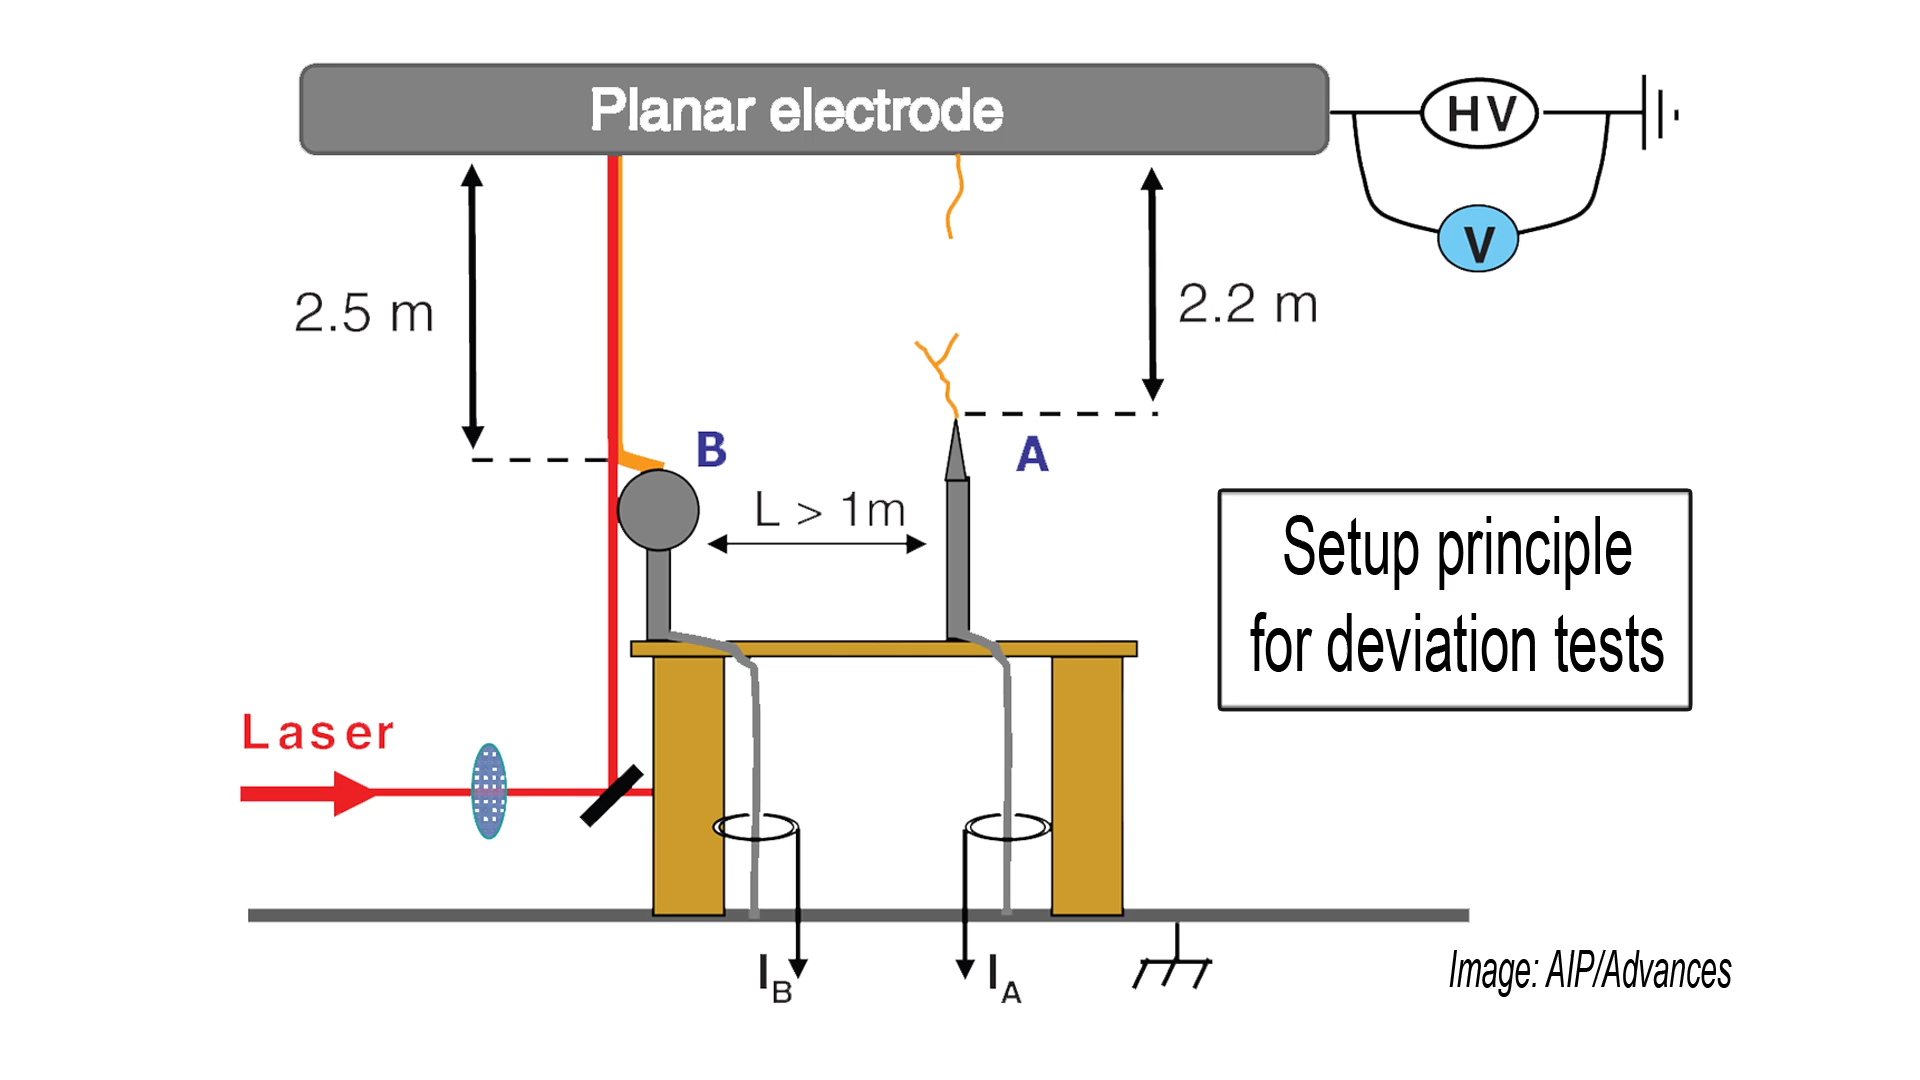 Planar electrode
HV
V
2.5 m
2.2 m
B
A
L > 1m
Setup principle
for deviation tests
Laser
IB
IA
Image: AIP/Advances